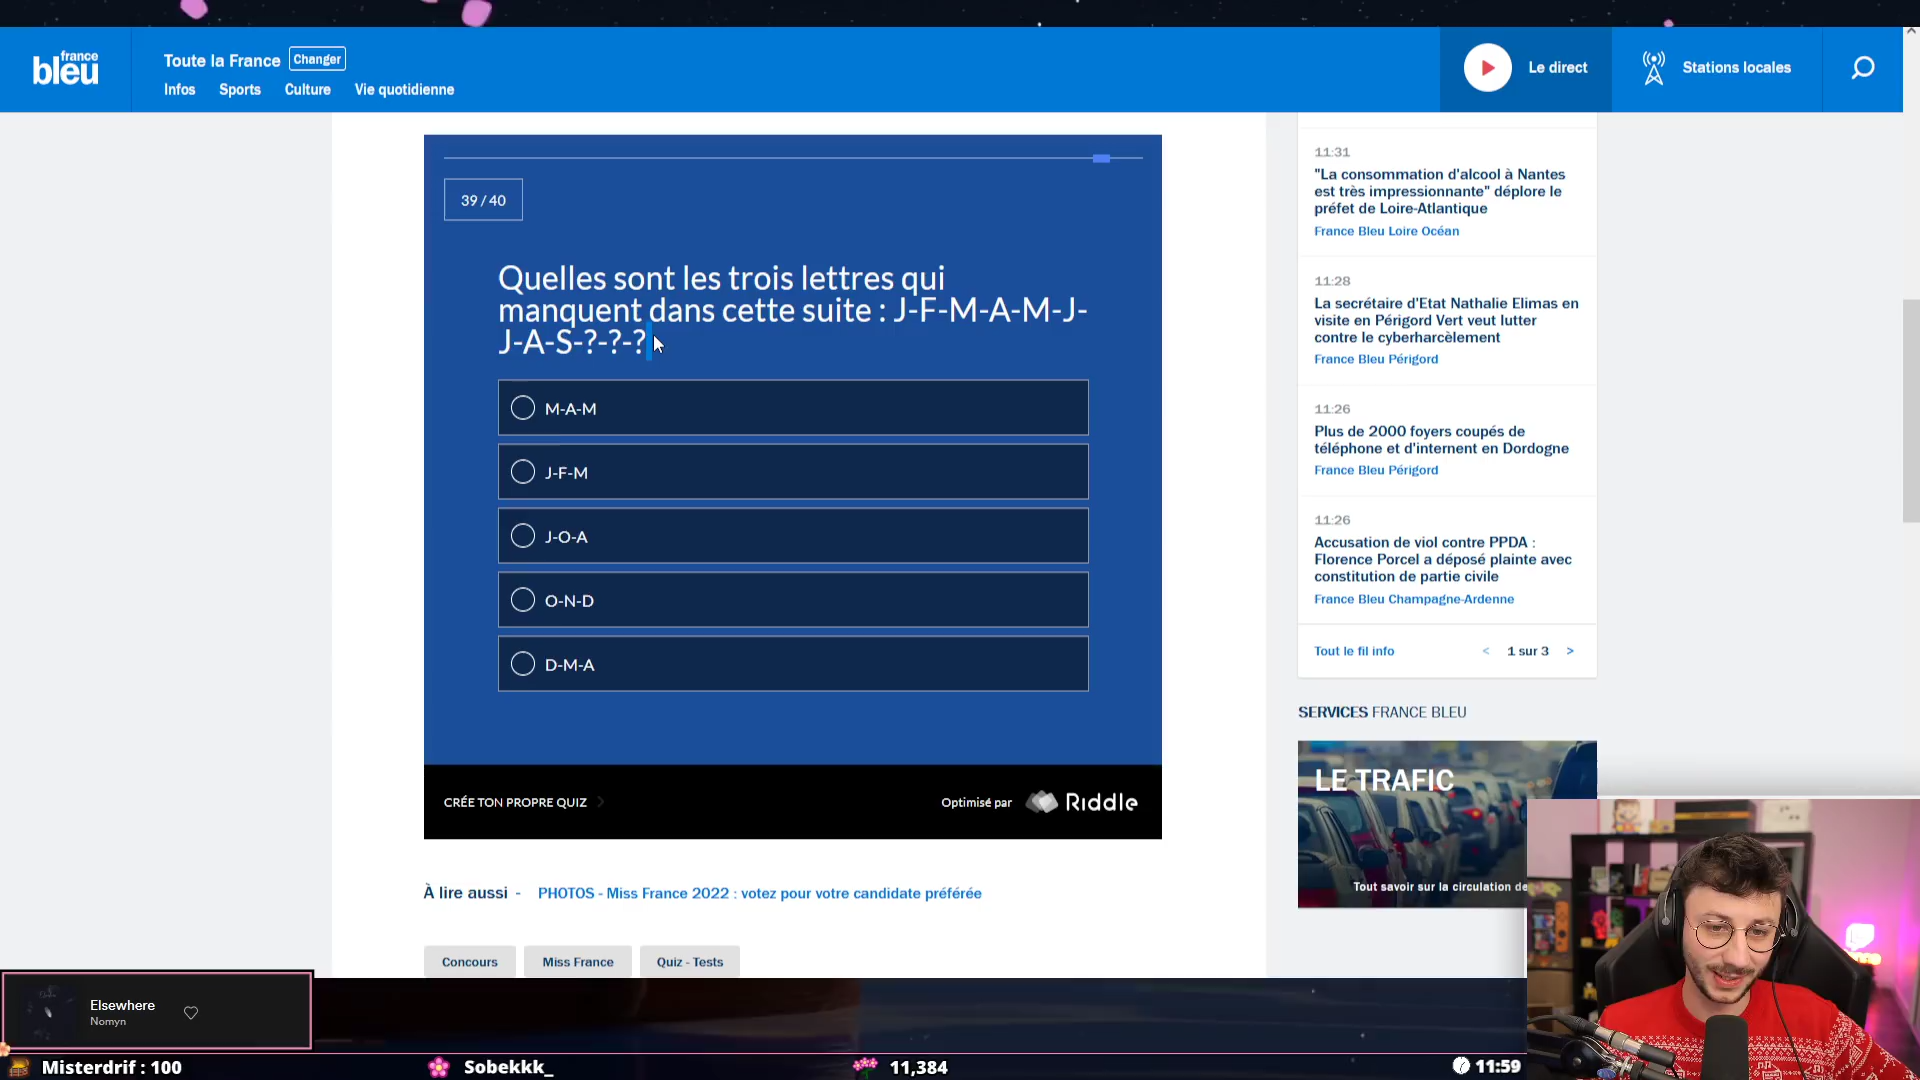 france
bleu
Toute la France
Changer
Infos
Sports
Culture
Vie quotidienne
Le direct
Stations locales
39 / 40
Quelles sont les trois lettres qui
manquent dans cette suite : J-F-M-A-M-J-
J-A-S-?-?-?
M-A-M
J-F-M
J-O-A
O-N-D
D-M-A
CRÉE TON PROPRE QUIZ
Optimisé par
Riddle
À lire aussi -
PHOTOS - Miss France 2022 : votez pour votre candidate préférée
Concours
Miss France
Quiz - Tests
11:31
"La consommation d'alcool à Nantes
est très impressionnante" déplore le
préfet de Loire-Atlantique
France Bleu Loire Océan
11:28
La secrétaire d'Etat Nathalie Elimas en
visite en Périgord Vert veut lutter
contre le cyberharcèlement
France Bleu Périgord
11:26
Plus de 2000 foyers coupés de
téléphone et d'internent en Dordogne
France Bleu Périgord
11:26
Accusation de viol contre PPDA :
Florence Porcel a déposé plainte avec
constitution de partie civile
France Bleu Champagne-Ardenne
Tout le fil info
< 1 sur 3 >
SERVICES FRANCE BLEU
LE TRAFIC
Tout savoir sur la circulation de
Elsewhere
Nomyn
Misterdrif : 100
Sobekkk_
11,384
11:59